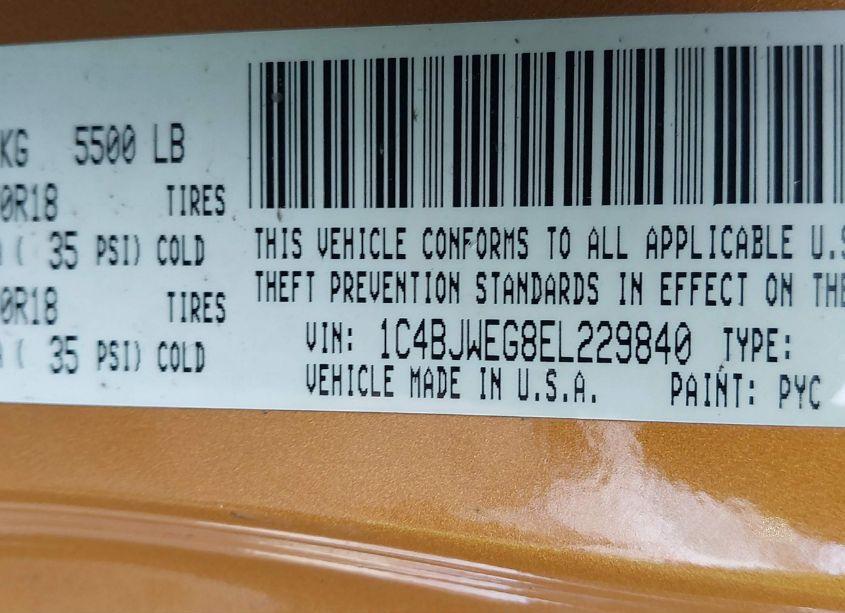 KG 5500 LB
0R18 TIRES
( 35 PSI) COLD
0R18 TIRES
( 35 PSI) COLD
THIS VEHICLE CONFORMS TO ALL APPLICABLE U.S
THEFT PREVENTION STANDARDS IN EFFECT ON THE
VIN: 1C4BJWEG8EL229840 TYPE:
VEHICLE MADE IN U.S.A. PAINT: PYC